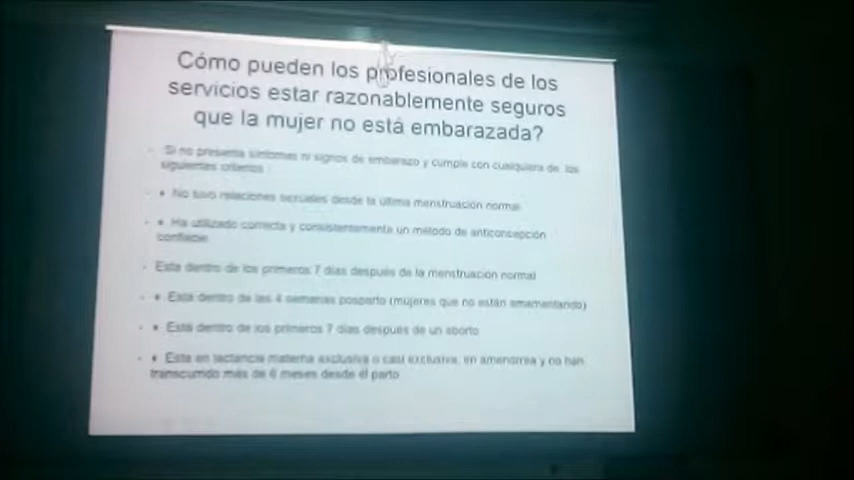 Cómo pueden los profesionales de los
servicios estar razonablemente seguros
que la mujer no está embarazada?
- Si no presenta síntomas ni signos de embarazo y cumple con cualquiera de los
siguientes criterios
- • No tuvo relaciones sexuales desde la última menstruación normal
- • Ha utilizado correcta y consistentemente un método de anticoncepción
confiable
- Esta dentro de los primeros 7 días después de la menstruación normal
- • Está dentro de las 4 semanas posparto (mujeres que no están amamantando)
- • Está dentro de los primeros 7 días después de un aborto
- • Esté en lactancia materna exclusiva o casi exclusiva, en amenorrea y no han
transcurrido más de 6 meses desde el parto